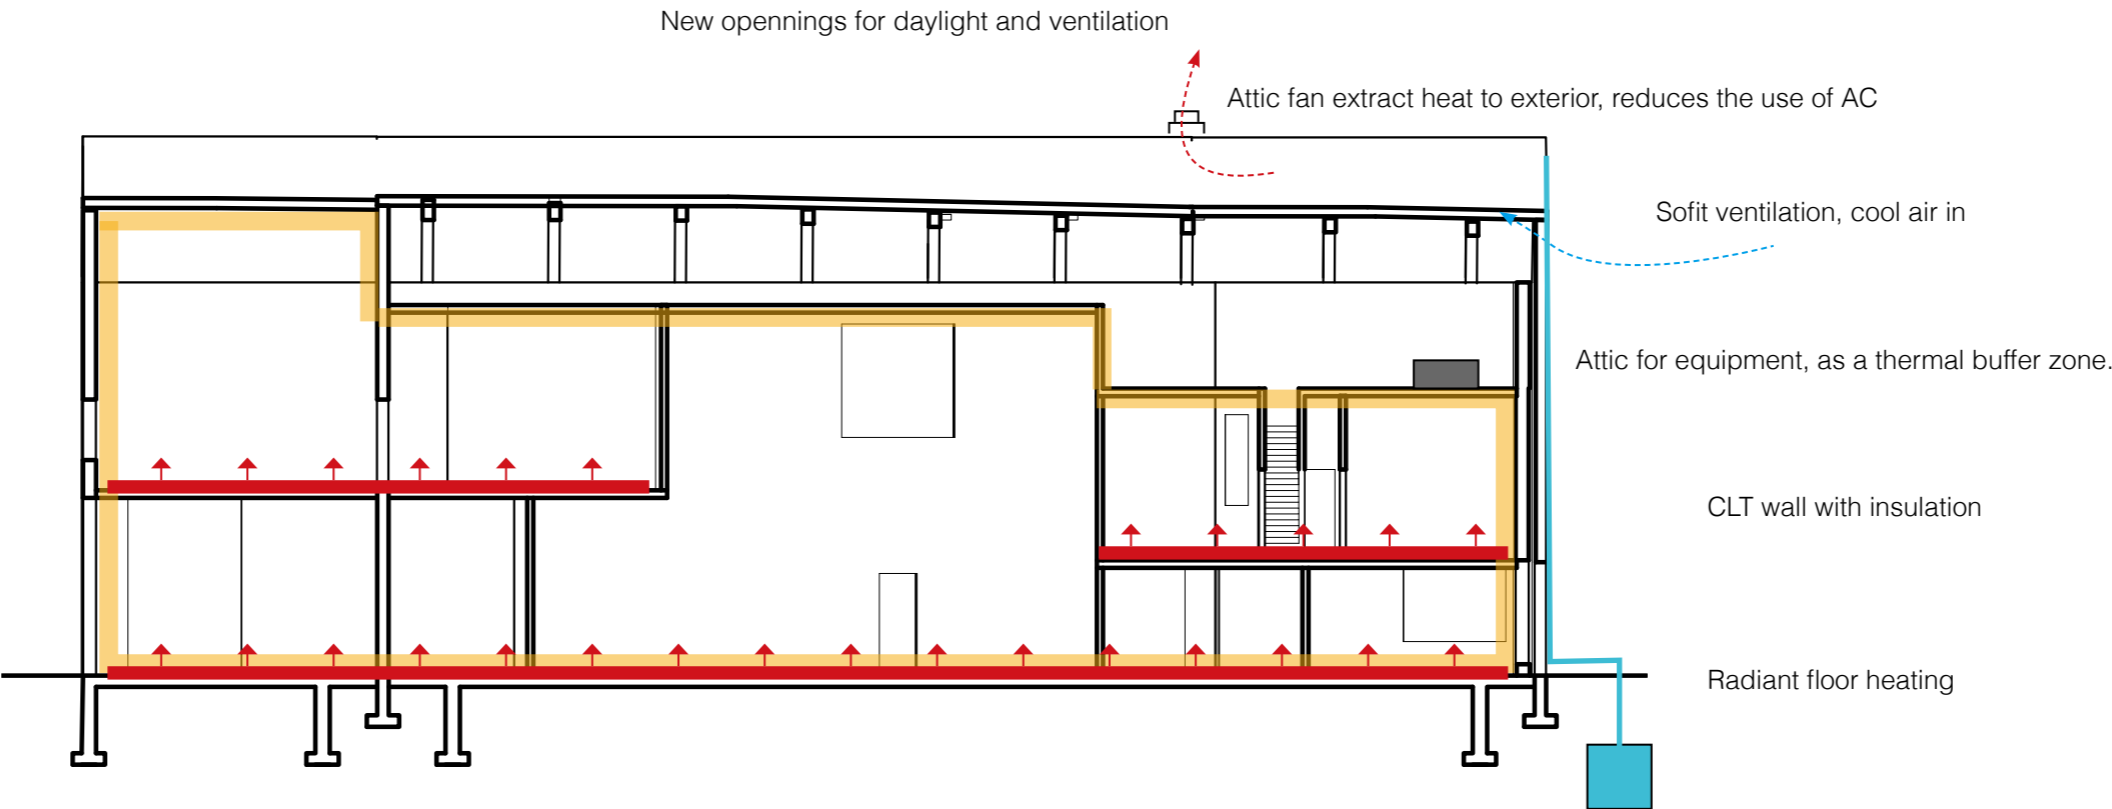 New opennings for daylight and ventilation
Attic fan extract heat to exterior, reduces the use of AC
Sofit ventilation, cool air in
Attic for equipment, as a thermal buffer zone.
CLT wall with insulation
Radiant floor heating